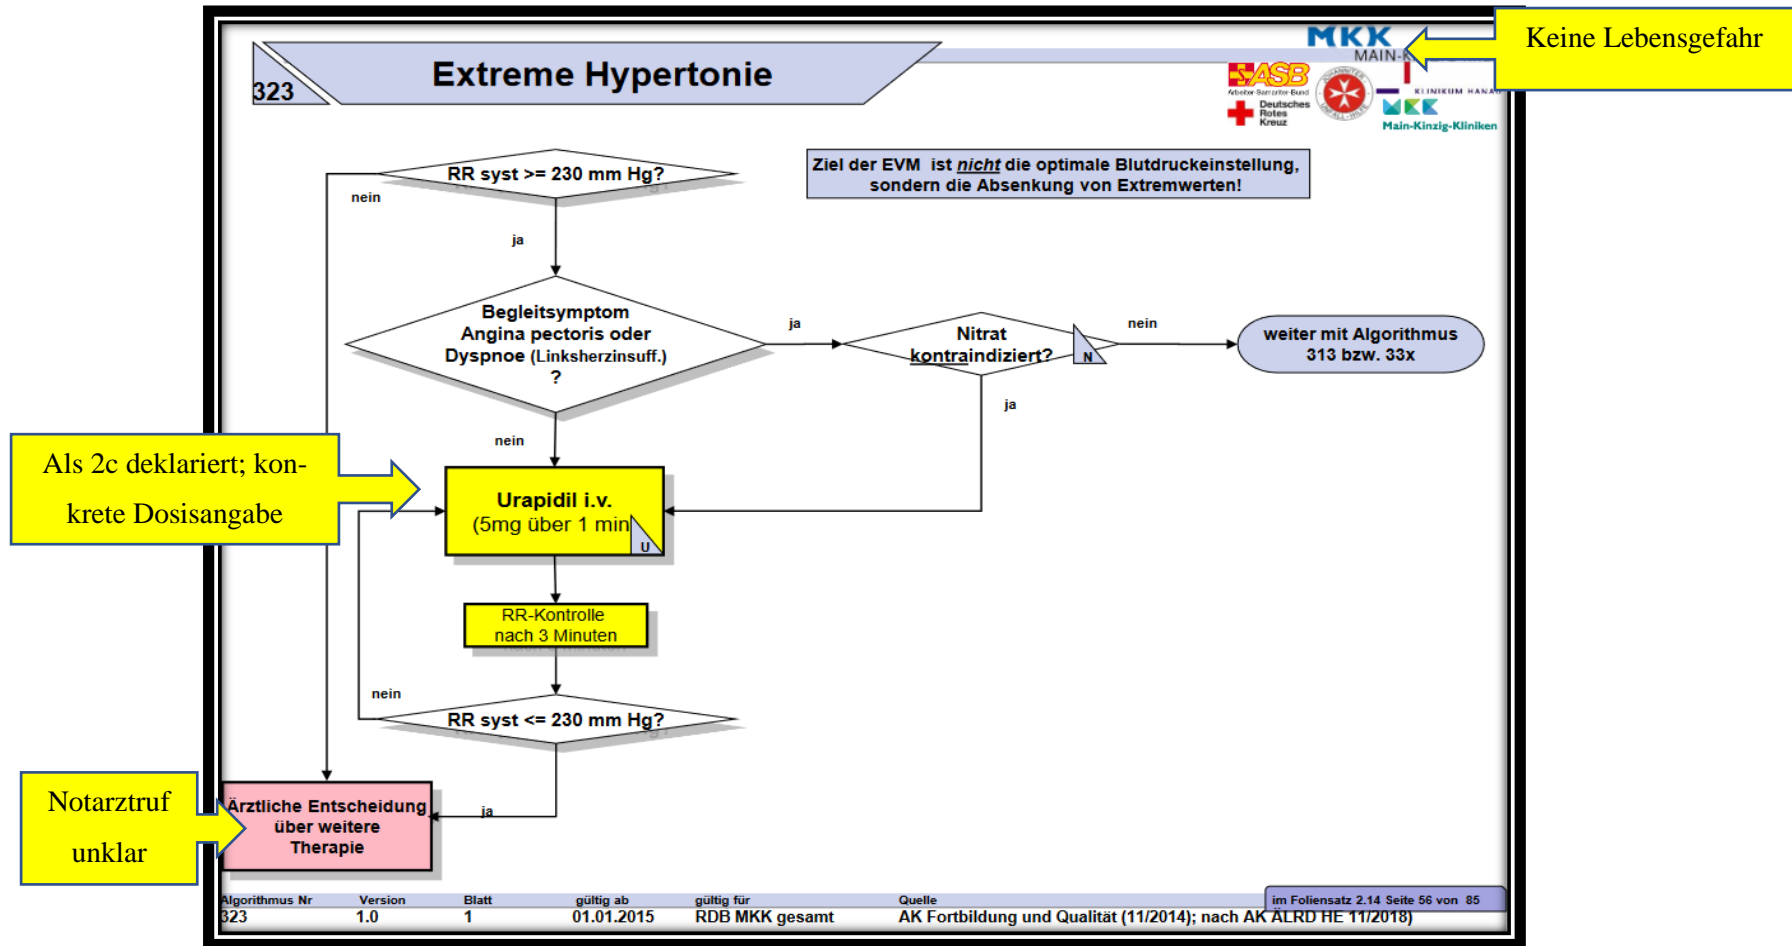 Keine Lebensgefahr
MKK
MAIN-K
323
Extreme Hypertonie
ASB
Arbeiter-Samariter-Bund
JOHANNITER
UNFALL-HILFE
KLINIKUM HANAU
Deutsches
Rotes
Kreuz
MKK
Main-Kinzig-Kliniken
RR syst >= 230 mm Hg?
Ziel der EVM ist nicht die optimale Blutdruckeinstellung,
sondern die Absenkung von Extremwerten!
nein
ja
Begleitsymptom
Angina pectoris oder
Dyspnoe (Linksherzinsuff.)
?
ja
Nitrat
kontraindiziert?
N
nein
weiter mit Algorithmus
313 bzw. 33x
ja
nein
Als 2c deklariert; kon-
krete Dosisangabe
Urapidil i.v.
(5mg über 1 min
U
RR-Kontrolle
nach 3 Minuten
nein
RR syst <= 230 mm Hg?
Notarztruf
unklar
Ärztliche Entscheidung
über weitere
Therapie
ja
im Foliensatz 2.14 Seite 56 von 85
Algorithmus Nr Version Blatt gültig ab gültig für Quelle
323 1.0 1 01.01.2015 RDB MKK gesamt AK Fortbildung und Qualität (11/2014); nach AK ÄLRD HE 11/2018)